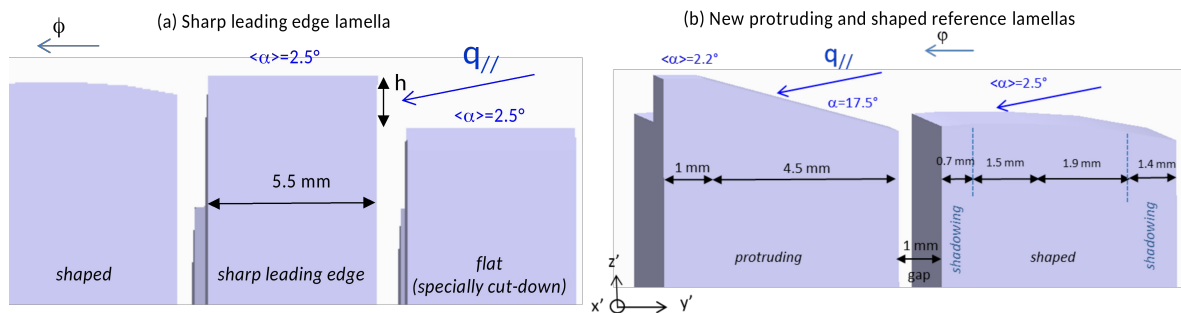 (a) Sharp leading edge lamella
ϕ
<α>=2.5°
q//
h
<α>=2.5°
5.5 mm
shaped
sharp leading edge
flat
(specially cut-down)
(b) New protruding and shaped reference lamellas
φ
<α>=2.2°
q//
<α>=2.5°
α=17.5°
1 mm
4.5 mm
0.7 mm
1.5 mm
1.9 mm
1.4 mm
shadowing
shadowing
protruding
1 mm
gap
shaped
z’
x’
y’